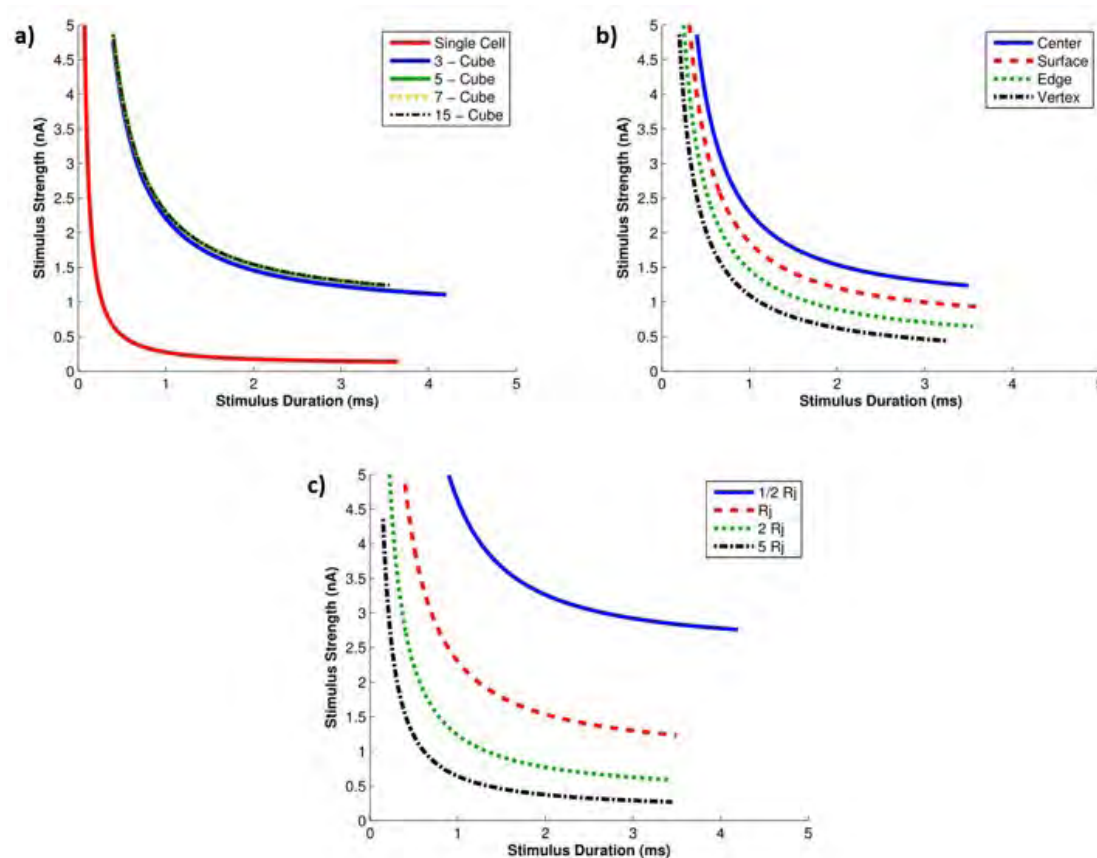 a)
5
4.5
4
3.5
3
2.5
2
1.5
1
0.5
0
Stimulus Strength (nA)
0 1 2 3 4 5
Stimulus Duration (ms)
Single Cell
3 - Cube
5 - Cube
7 - Cube
15 - Cube
b)
5
4.5
4
3.5
3
2.5
2
1.5
1
0.5
0
Stimulus Strength (nA)
0 1 2 3 4 5
Stimulus Duration (ms)
Center
Surface
Edge
Vertex
c)
5
4.5
4
3.5
3
2.5
2
1.5
1
0.5
0
Stimulus Strength (nA)
0 1 2 3 4 5
Stimulus Duration (ms)
1/2 Rj
Rj
2 Rj
5 Rj